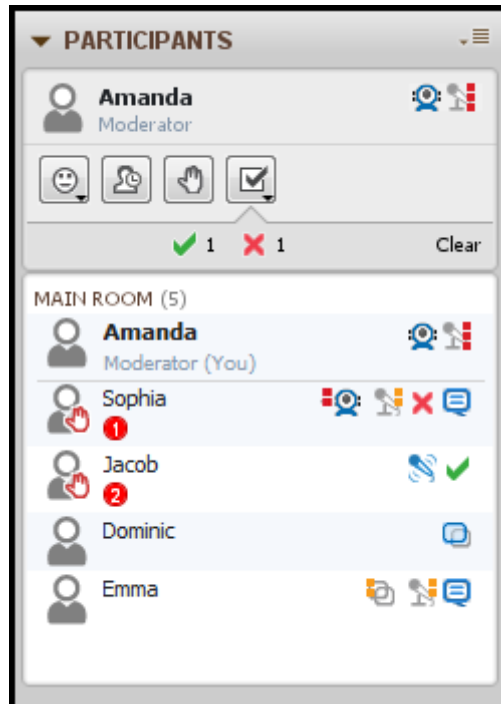 PARTICIPANTS
Amanda
Moderator
1 1 Clear
MAIN ROOM (5)
Amanda
Moderator (You)
Sophia
1
Jacob
2
Dominic
Emma